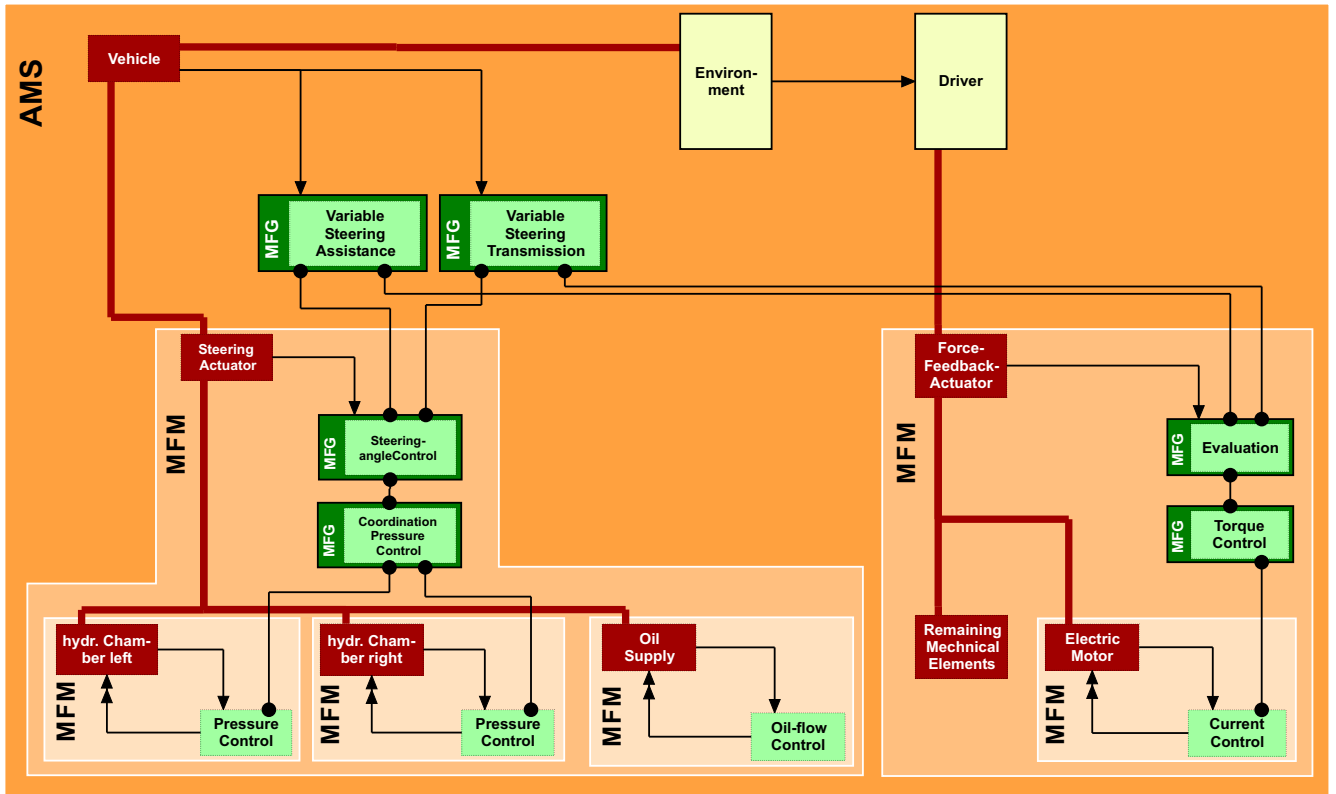 AMS
Vehicle
Environ-
ment
Driver
MFG
Variable
Steering
Assistance
MFG
Variable
Steering
Transmission
Steering
Actuator
MFM
MFG
Steering-
angleControl
MFG
Coordination
Pressure
Control
Force-
Feedback-
Actuator
MFM
MFG
Evaluation
MFG
Torque
Control
hydr. Cham-
ber left
MFM
Pressure
Control
hydr. Cham-
ber right
MFM
Pressure
Control
Oil
Supply
MFM
Oil-flow
Control
Remaining
Mechnical
Elements
Electric
Motor
MFM
Current
Control